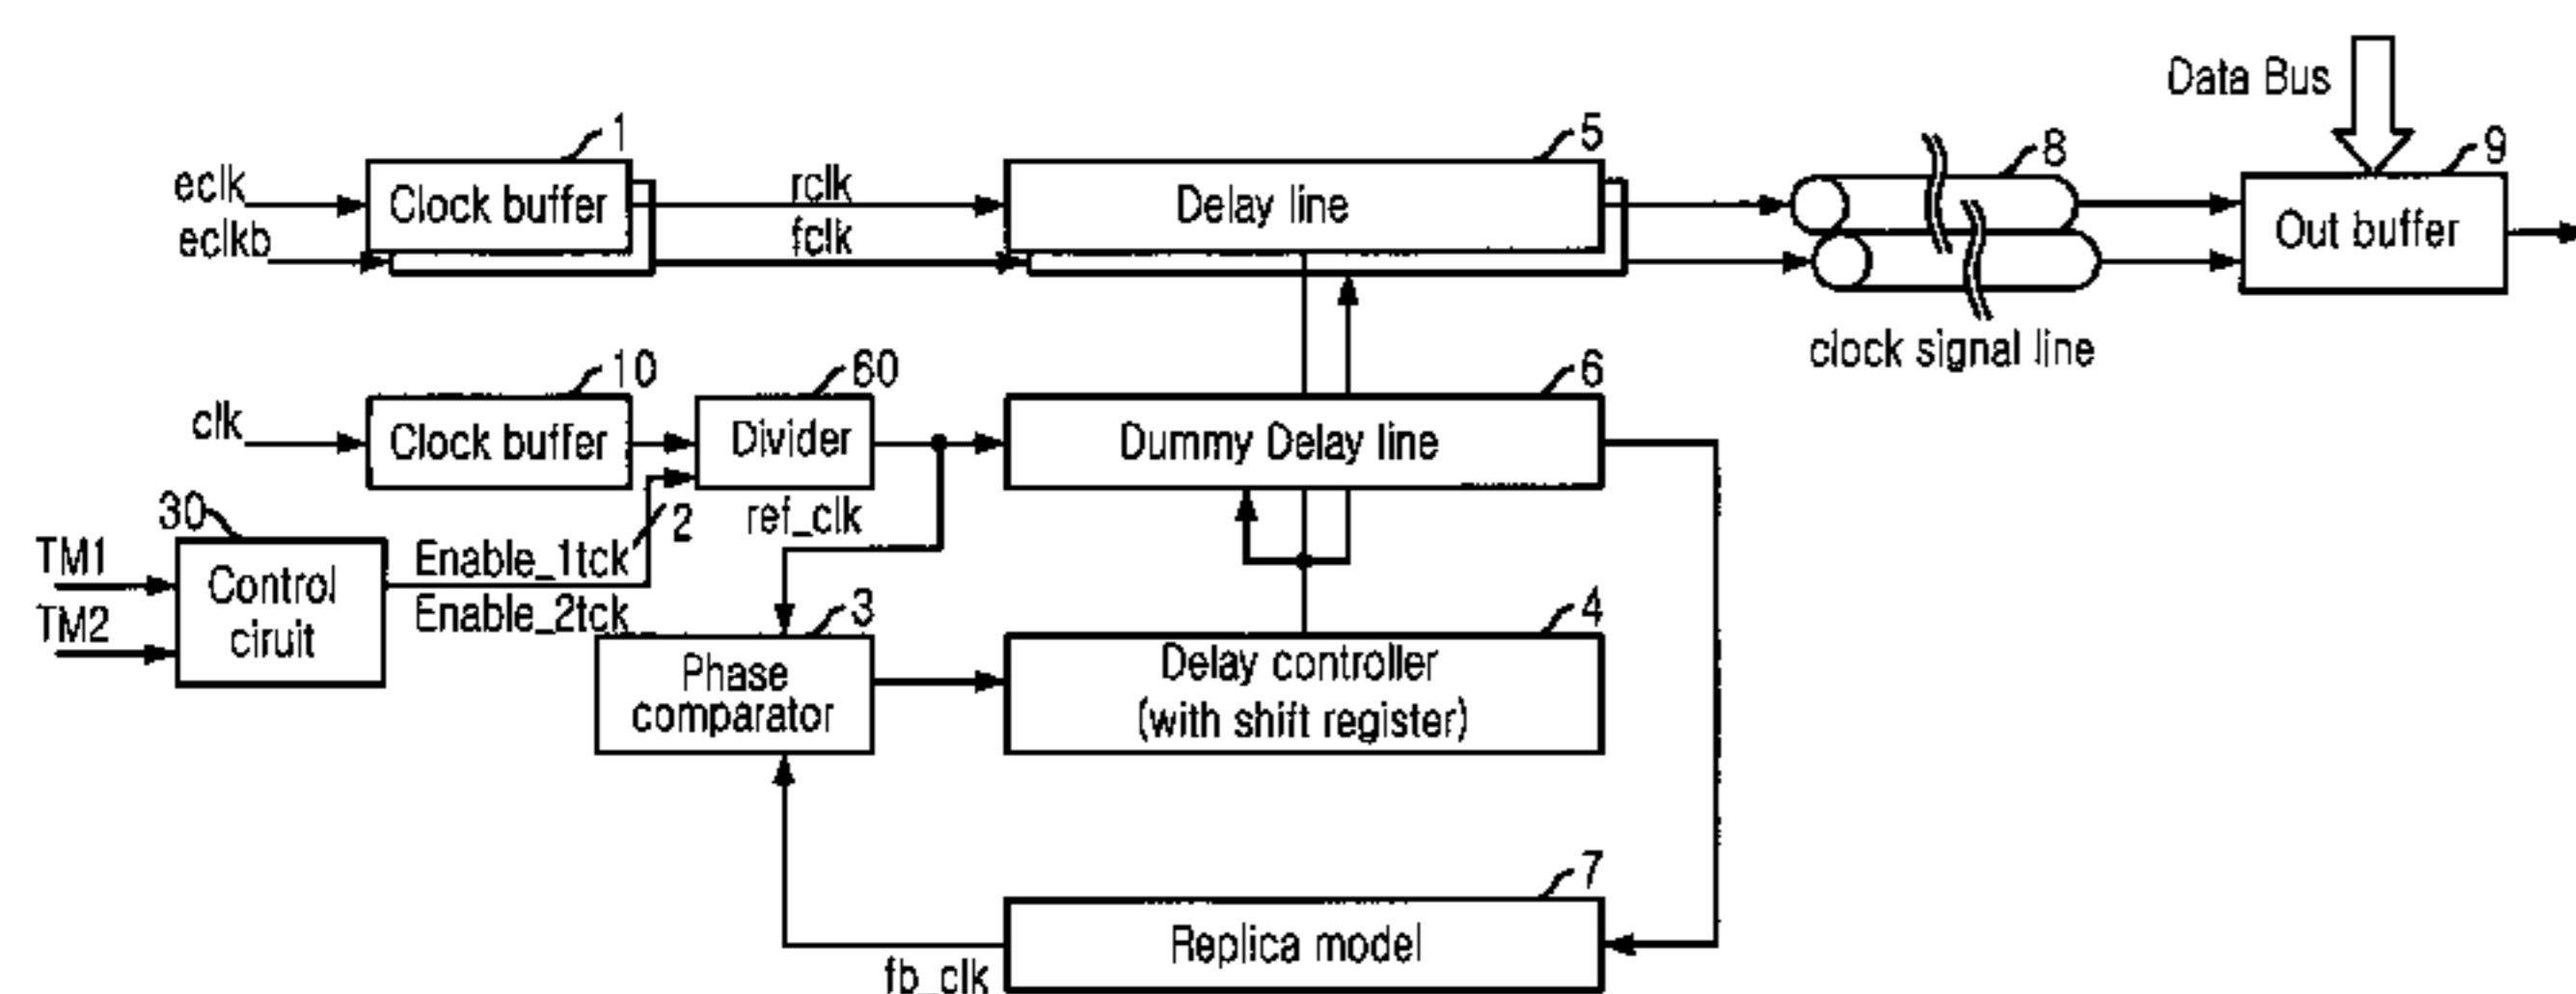 Data Bus
1
5
8
9
eclk
Clock buffer
rclk
Delay line
Out buffer
eclkb
fclk
clock signal line
10
60
6
clk
Clock buffer
Divider
Dummy Delay line
30
2
ref_clk
TM1
Control
ciruit
Enable_1tck
TM2
Enable_2tck
3
4
Phase
comparator
Delay controller
(with shift register)
7
Replica model
fb_clk